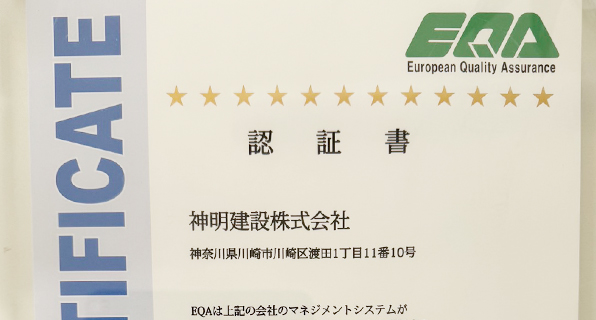 TIFICATE
EQA
European Quality Assurance
認証書
神明建設株式会社
神奈川県川崎市川崎区渡田1丁目11番10号
EQAは上記の会社のマネジメントシステムが